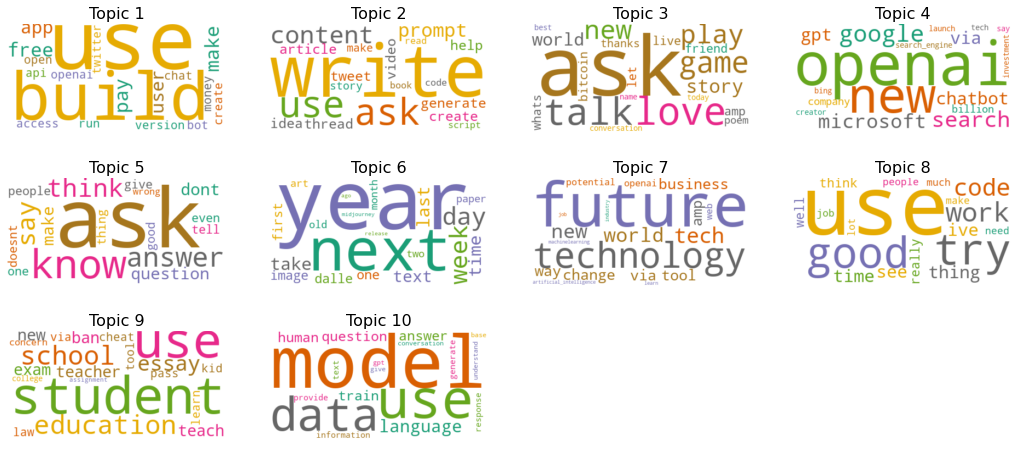 Topic 1
app use make
free twitter
open
api openai pay user chat money create
build
access run version bot
Topic 2
content prompt
article make read help
write
tweet video code
story book
use ask generate
create
idea thread script
Topic 3
best new live play
world thanks friend
ask game
bitcoin let story
whats talk love amp
name today poem
conversation
Topic 4
gpt google launch via tech say
search_engine
openai investment
bing new chatbot
company billion
creator microsoft search
Topic 5
people think give wrong dont
say make ask thing even
good tell
doesnt know answer
one question
Topic 6
art year month last paper
first age day
midjourney
old next week time
release two
take dalle one text
image
Topic 7
potential openai business
future amp web
new world tech industry
job
technology
machinelearning
way change via tool
artificial_intelligence learn
Topic 8
think people much code
well use make work
job lot ive need
good really try
time see thing
Topic 9
new via ban cheat use
concern
school tool essay kid
exam teacher pass
college assignment
student learn
education
law teach
Topic 10
human question answer base
conversation
model generate understand
text gpt give
provide train use response
data language
information